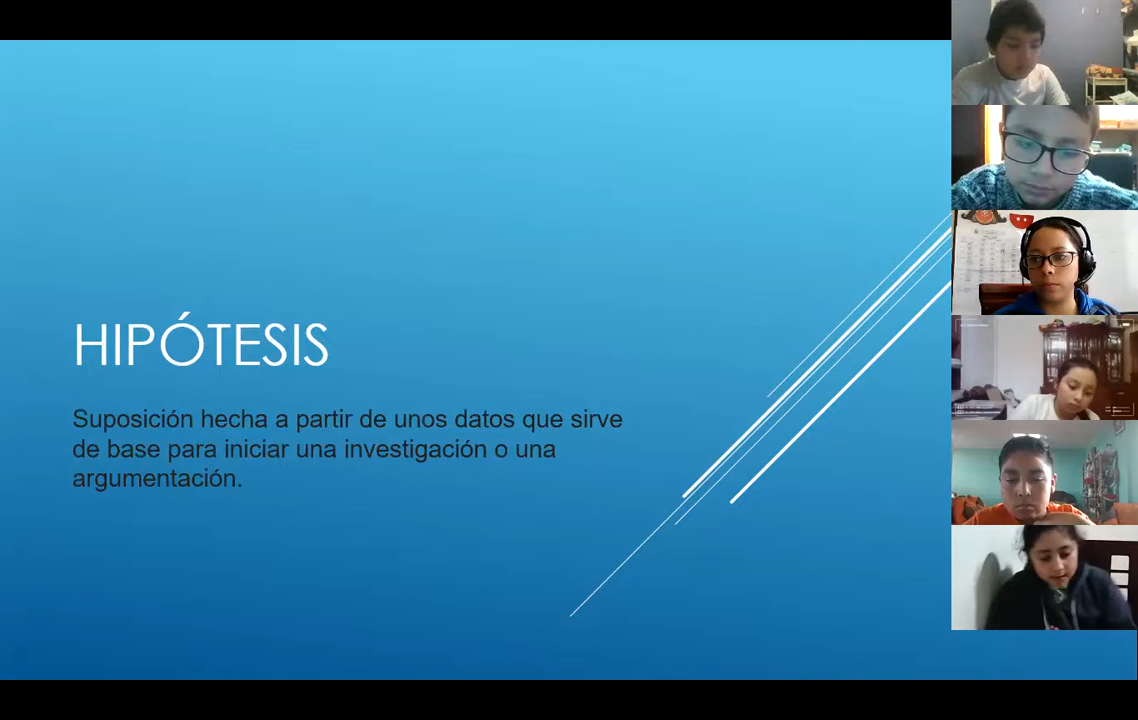 HIPÓTESIS
Suposición hecha a partir de unos datos que sirve
de base para iniciar una investigación o una
argumentación.